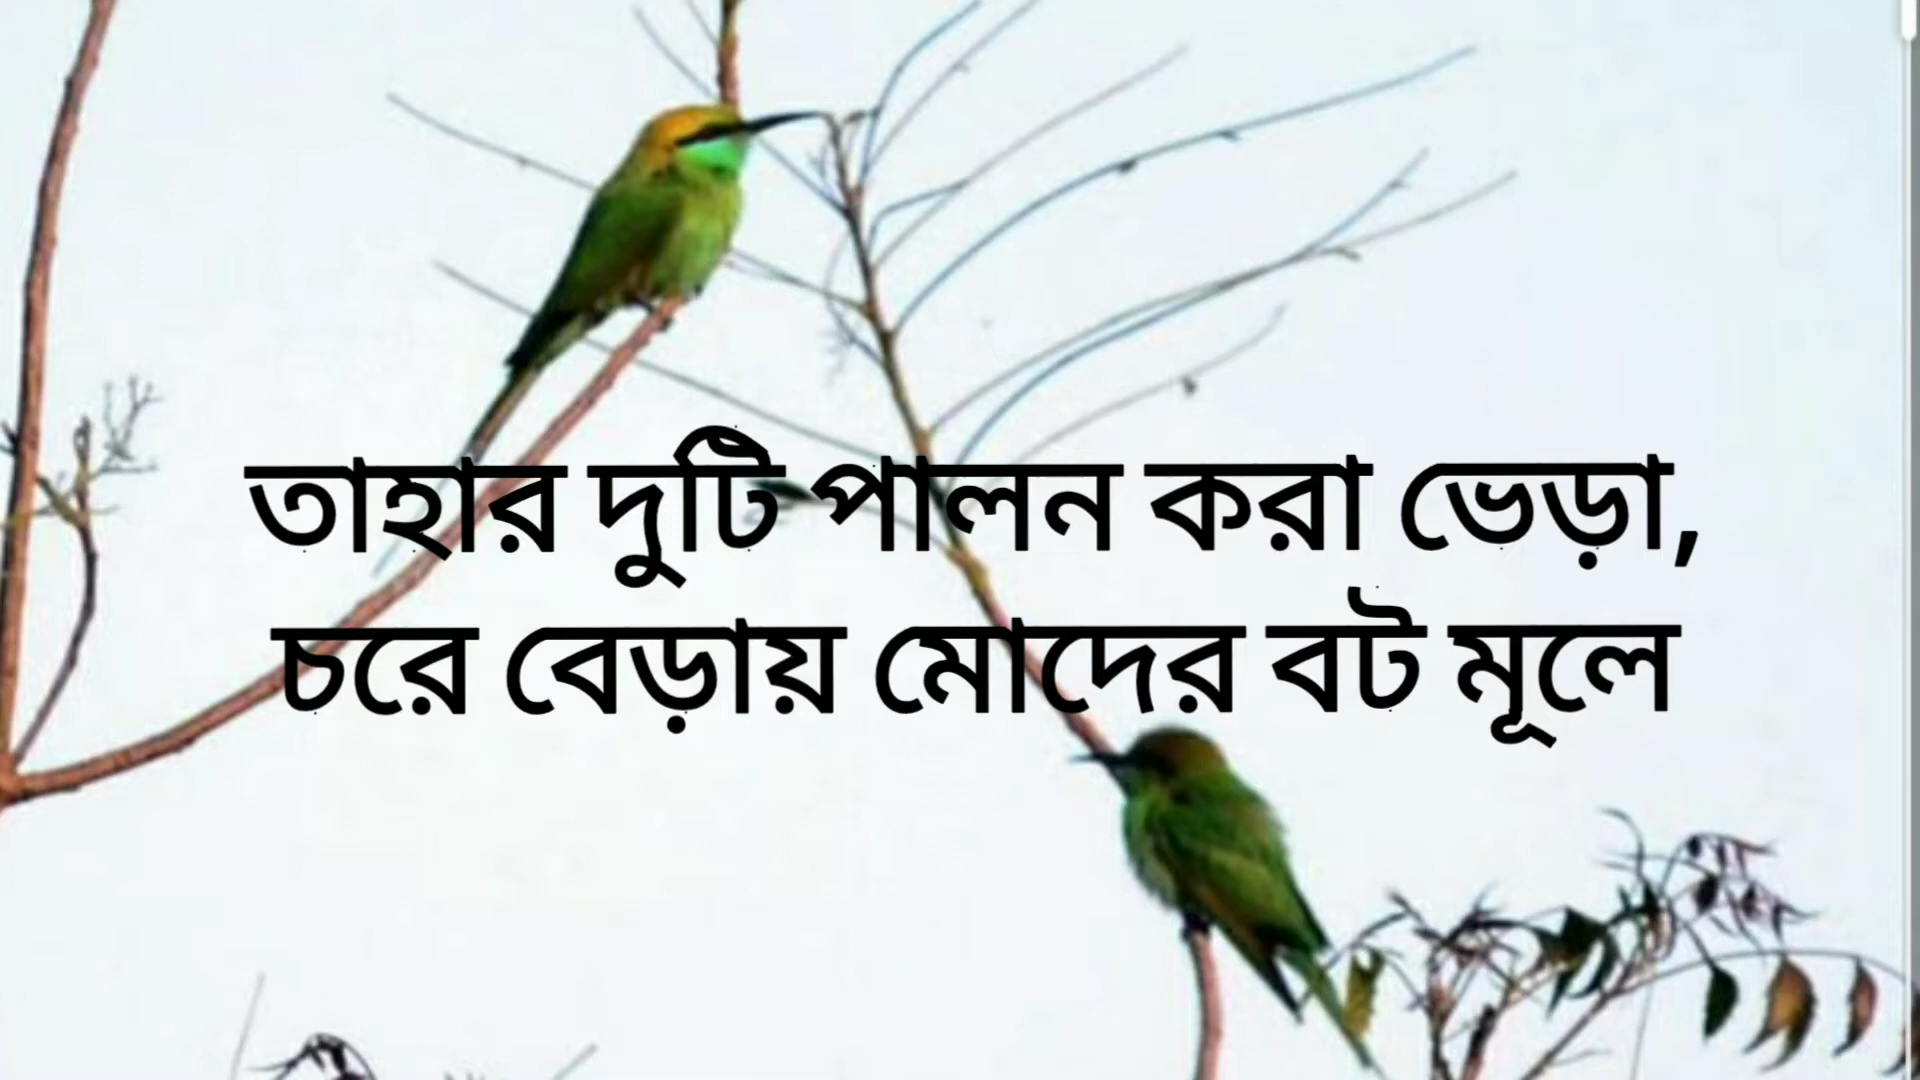 তাহার দুটি পালন করা ভেড়া,
চরে বেড়ায় মোদের বট মূলে